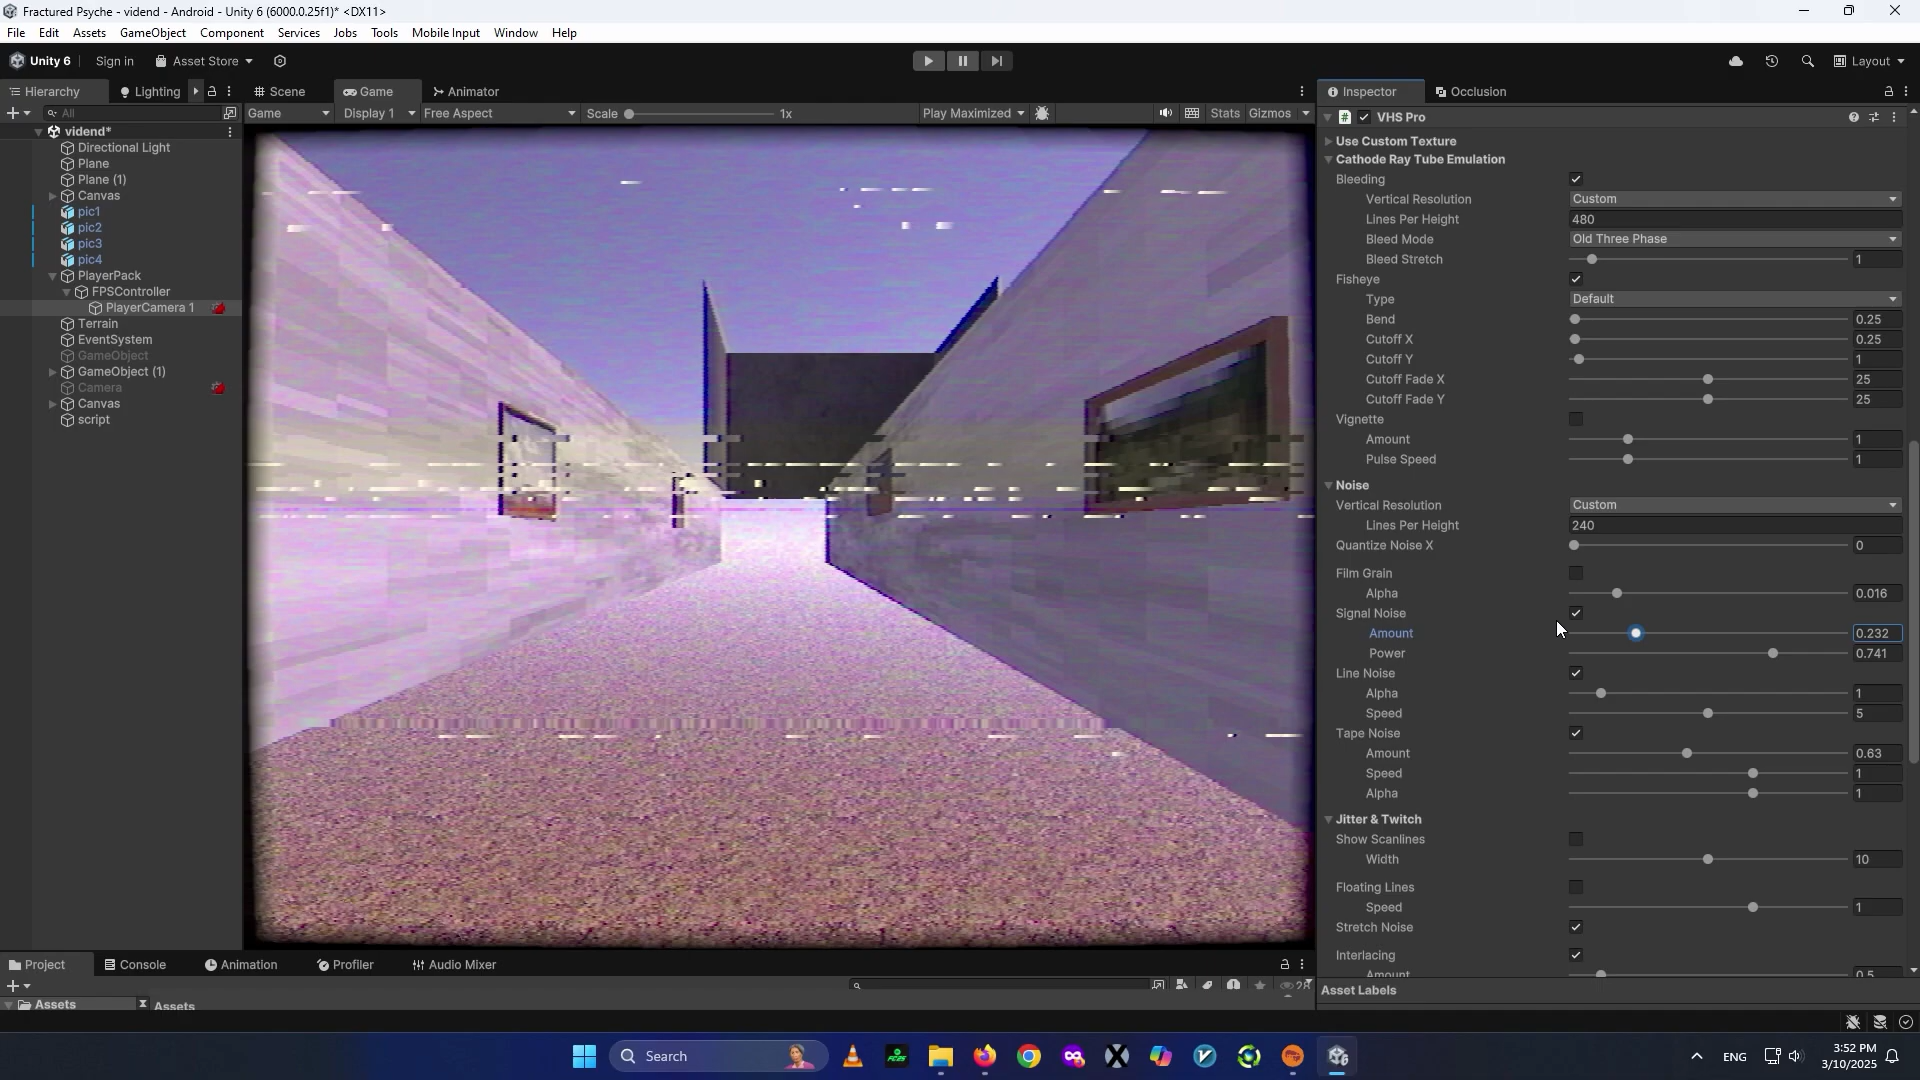 Fractured Psyche - vidend - Android - Unity 6 (6000.0.25f1)* <DX11>
File Edit Assets GameObject Component Services Jobs Tools Mobile Input Window Help
Unity 6 Sign in Asset Store Layout
Hierarchy Lighting Scene Game Animator Inspector Occlusion
All Game Display 1 Free Aspect Scale 1x Play Maximized Stats Gizmos
vidend*
Directional Light
Plane
Plane (1)
Canvas
pic1
pic2
pic3
pic4
PlayerPack
FPSController
PlayerCamera 1
Terrain
EventSystem
GameObject
GameObject (1)
Camera
Canvas
script
VHS Pro
Use Custom Texture
Cathode Ray Tube Emulation
Bleeding
Vertical Resolution Custom
Lines Per Height 480
Bleed Mode Old Three Phase
Bleed Stretch 1
Fisheye
Type Default
Bend 0.25
Cutoff X 0.25
Cutoff Y 1
Cutoff Fade X 25
Cutoff Fade Y 25
Vignette
Amount 1
Pulse Speed 1
Noise
Vertical Resolution Custom
Lines Per Height 240
Quantize Noise X 0
Film Grain
Alpha 0.016
Signal Noise
Amount 0.232
Power 0.741
Line Noise
Alpha 1
Speed 5
Tape Noise
Amount 0.63
Speed 1
Alpha 1
Jitter & Twitch
Show Scanlines
Width 10
Floating Lines
Speed 1
Stretch Noise
Interlacing
Amount 0.5
Asset Labels
Project Console Animation Profiler Audio Mixer
28
Assets Assets
Search
FC25
ENG
3:52 PM
3/10/2025